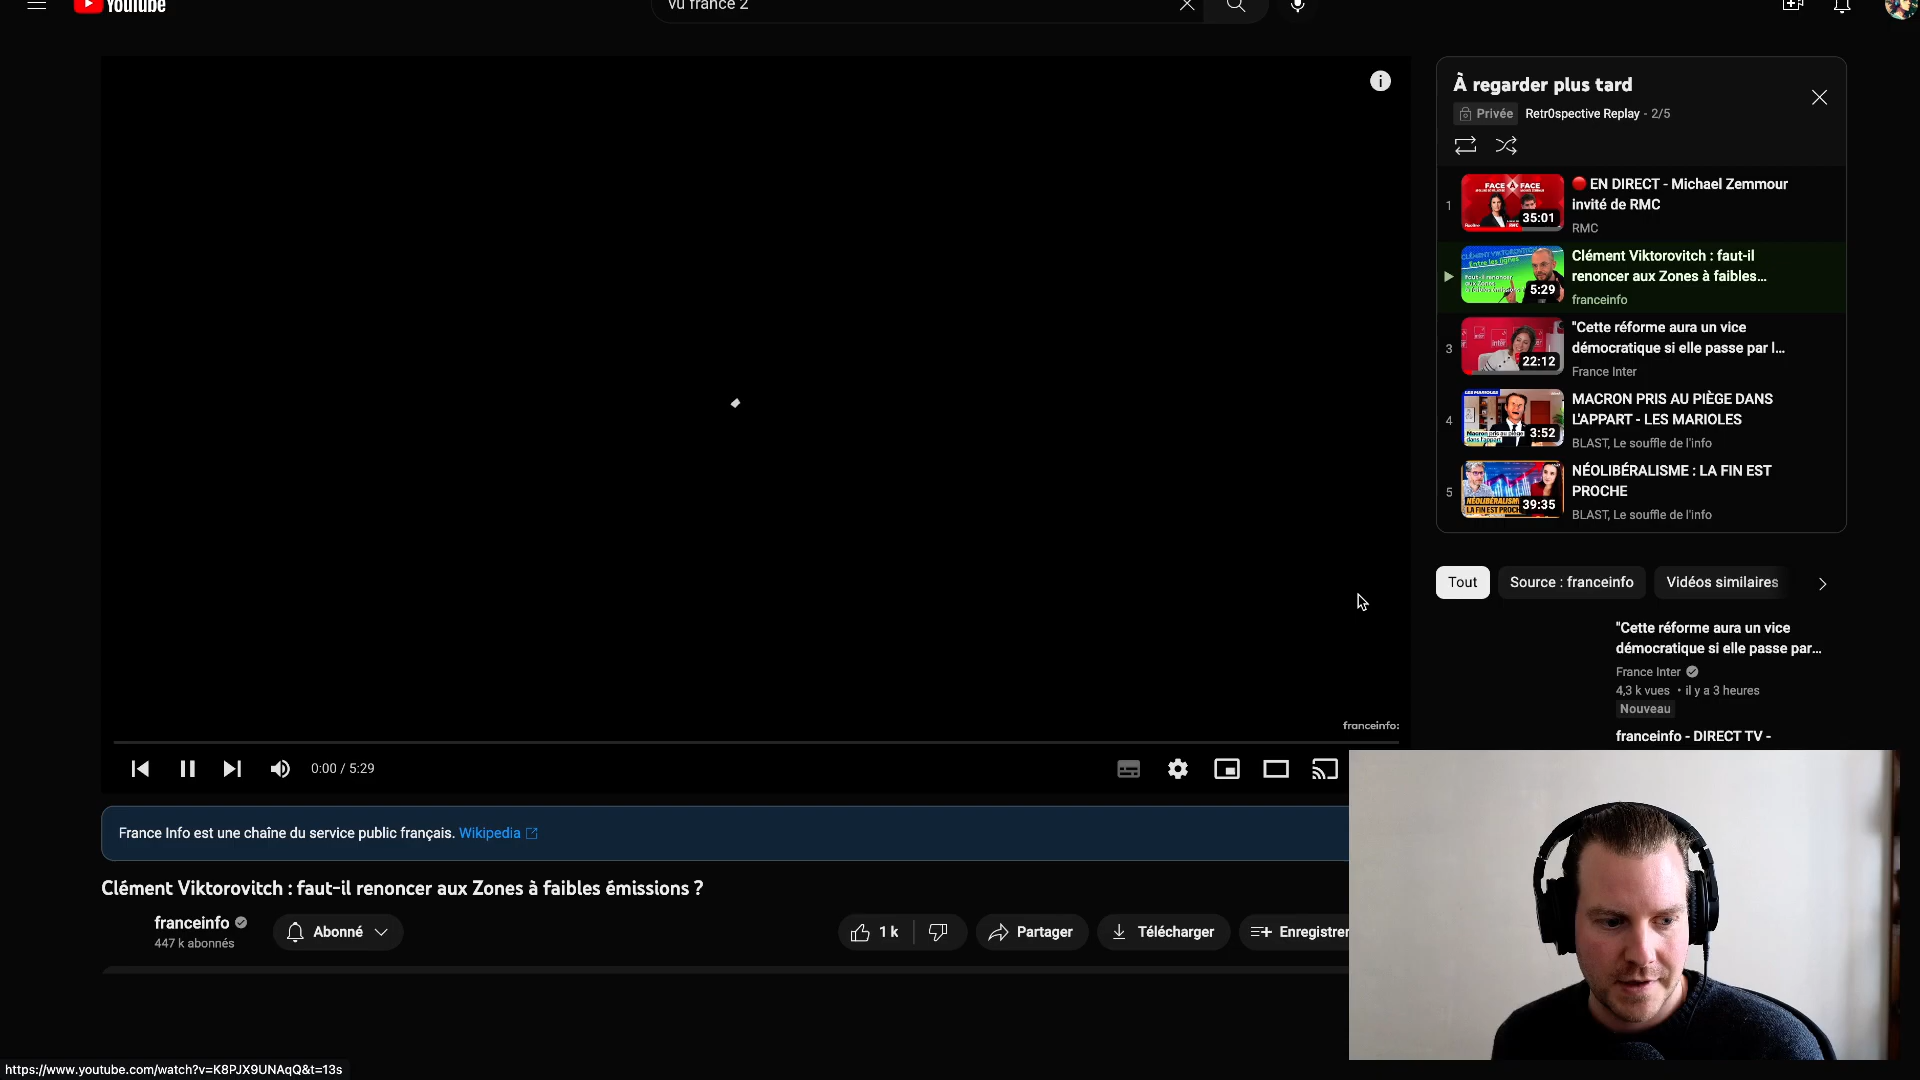 YouTube
vu france 2
À regarder plus tard
Privée Retr0spective Replay - 2/5
1
FACE À FACE
35:01
🔴 EN DIRECT - Michael Zemmour
invité de RMC
RMC
5:29
Clément Viktorovitch : faut-il
renoncer aux Zones à faibles...
franceinfo
3
22:12
"Cette réforme aura un vice
démocratique si elle passe par l...
France Inter
4
3:52
MACRON PRIS AU PIÈGE DANS
L'APPART - LES MARIOLES
BLAST, Le souffle de l'info
5
39:35
NÉOLIBÉRALISME : LA FIN EST
PROCHE
BLAST, Le souffle de l'info
Tout Source : franceinfo Vidéos similaires
"Cette réforme aura un vice
démocratique si elle passe par...
France Inter
4,3 k vues • il y a 3 heures
Nouveau
franceinfo - DIRECT TV -
franceinfo:
0:00 / 5:29
France Info est une chaîne du service public français. Wikipedia
Clément Viktorovitch : faut-il renoncer aux Zones à faibles émissions ?
franceinfo
447 k abonnés
Abonné
1 k
Partager
Télécharger
Enregistrer
https://www.youtube.com/watch?v=K8PJX9UNAqQ&t=13s